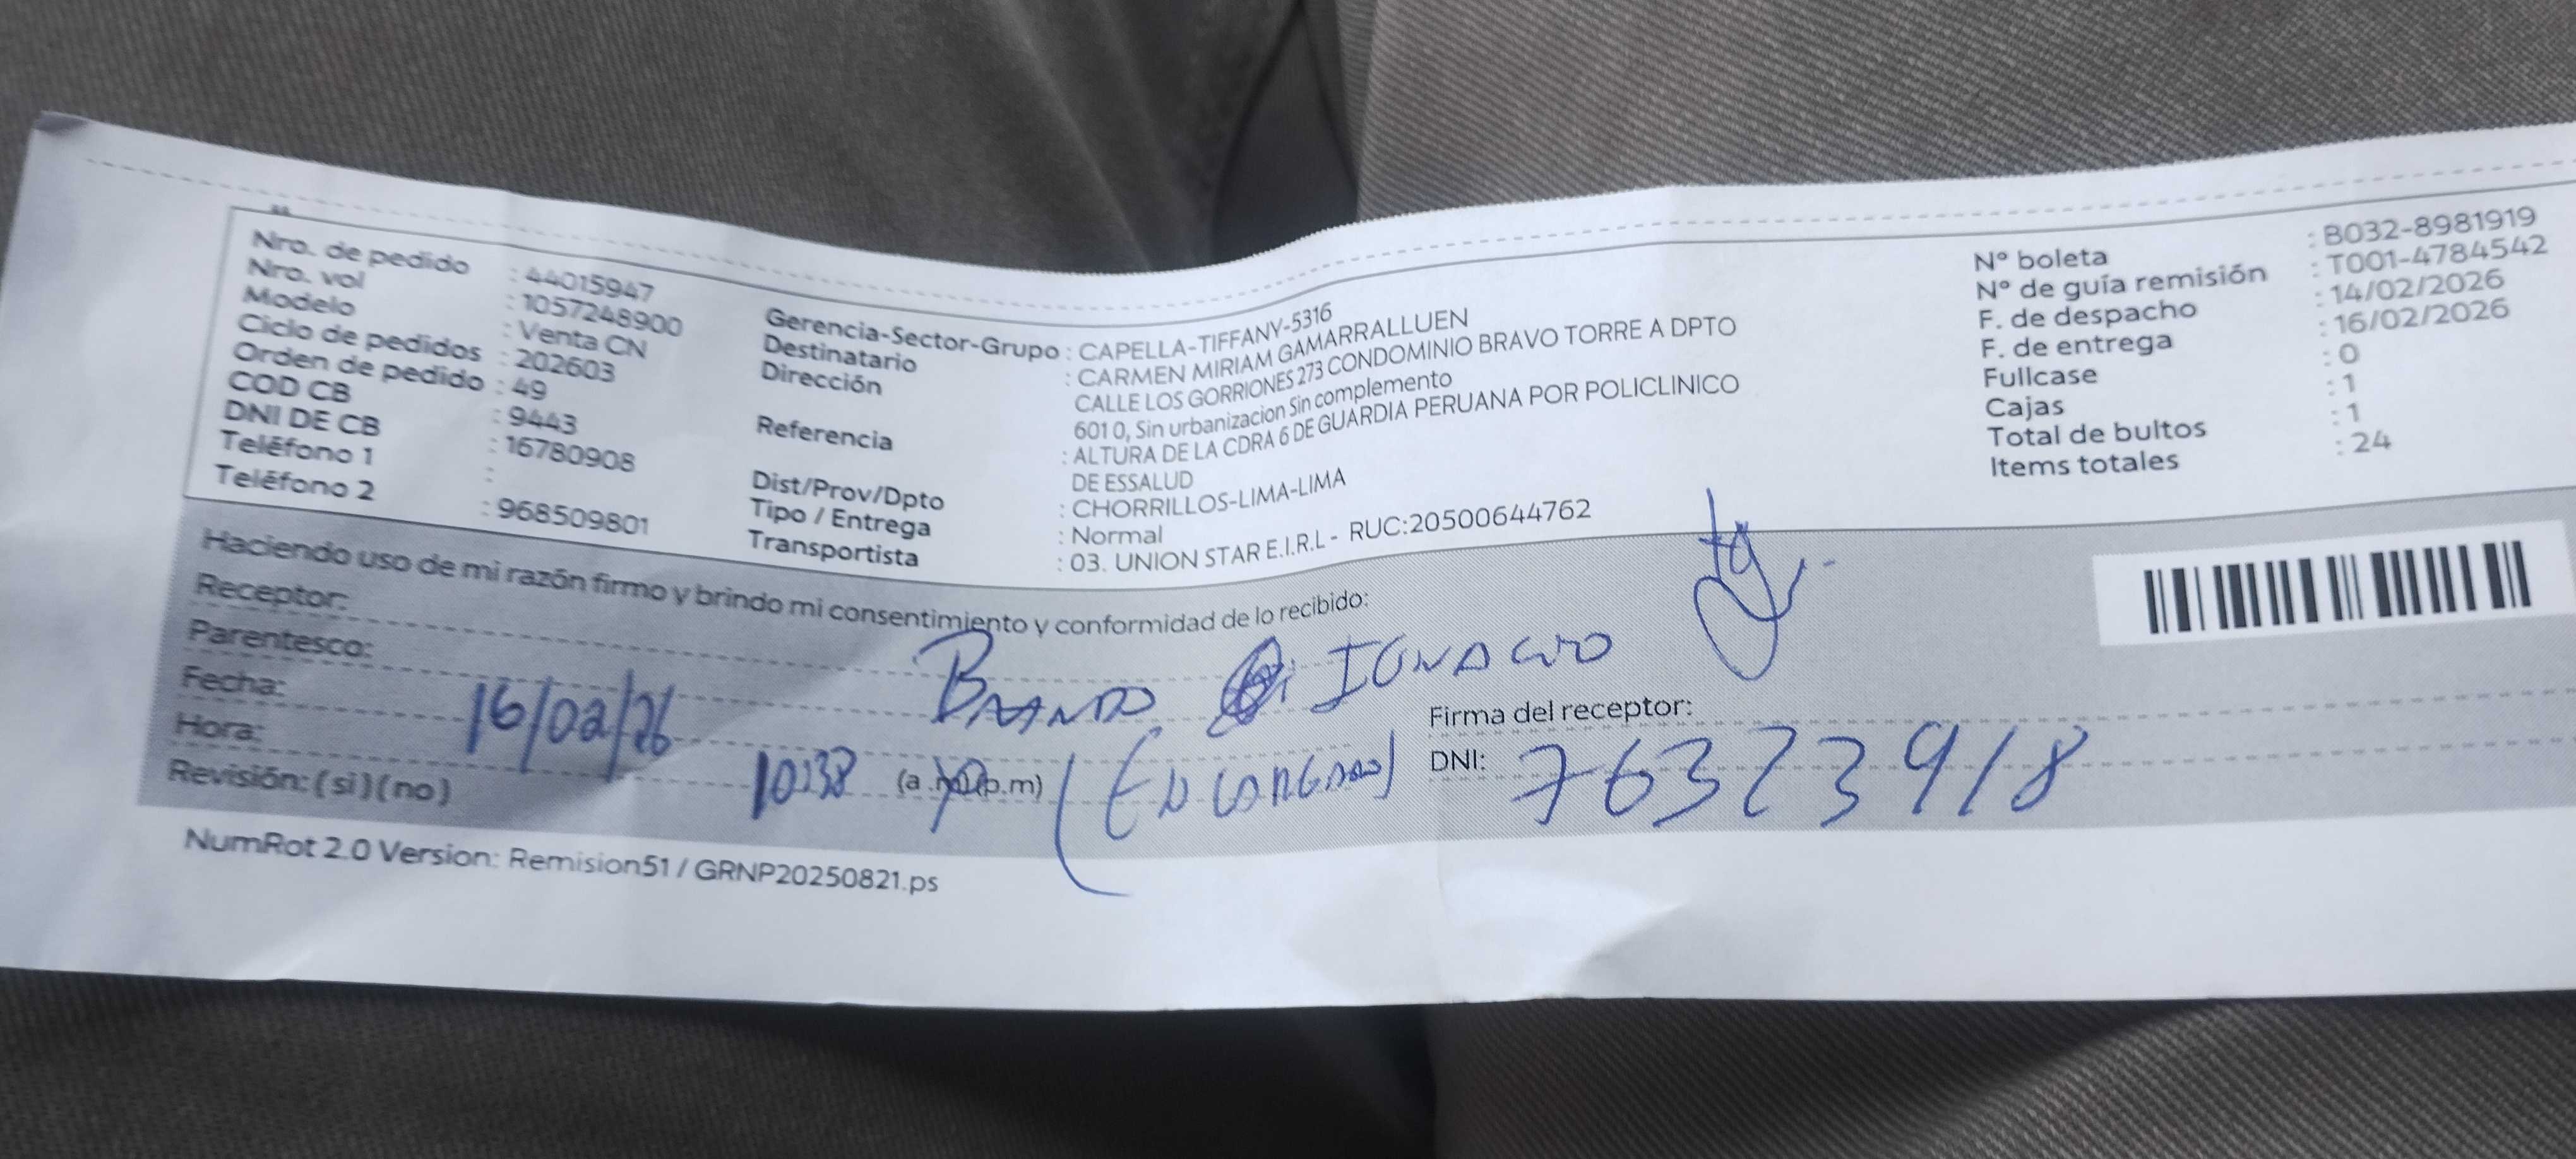 Nro. de pedido : 44015947
Nro. vol : 1057248900
Modelo : Venta CN
Ciclo de pedidos : 202603
Orden de pedido : 49
COD CB : 9443
DNI DE CB : 16780908
Teléfono 1 :
Teléfono 2 : 968509801
Gerencia-Sector-Grupo : CAPELLA-TIFFANY-5316
Destinatario : CARMEN MIRIAM GAMARRALLUEN
Dirección CALLE LOS GORRIONES 273 CONDOMINIO BRAVO TORRE A DPTO
601 0, Sin urbanizacion Sin complemento
Referencia : ALTURA DE LA CDRA 6 DE GUARDIA PERUANA POR POLICLINICO
DE ESSALUD
Dist/Prov/Dpto : CHORRILLOS-LIMA-LIMA
Tipo / Entrega : Normal
Transportista : 03. UNION STAR E.I.R.L - RUC:20500644762
N° boleta : B032-8981919
N° de guía remisión : T001-4784542
F. de despacho : 14/02/2026
F. de entrega : 16/02/2026
Fullcase : 0
Cajas : 1
Total de bultos : 1
Items totales : 24
Haciendo uso de mi razón firmo y brindo mi consentimiento y conformidad de lo recibido:
Receptor: BRANDO IGNACIO
Parentesco:
Fecha: 16/02/26
Hora: 10:38 (a.m) (p.m) (ENCARGADO)
Revisión: (si) (no)
Firma del receptor:
DNI: 76323918
NumRot 2.0 Version: Remision51 / GRNP20250821.ps